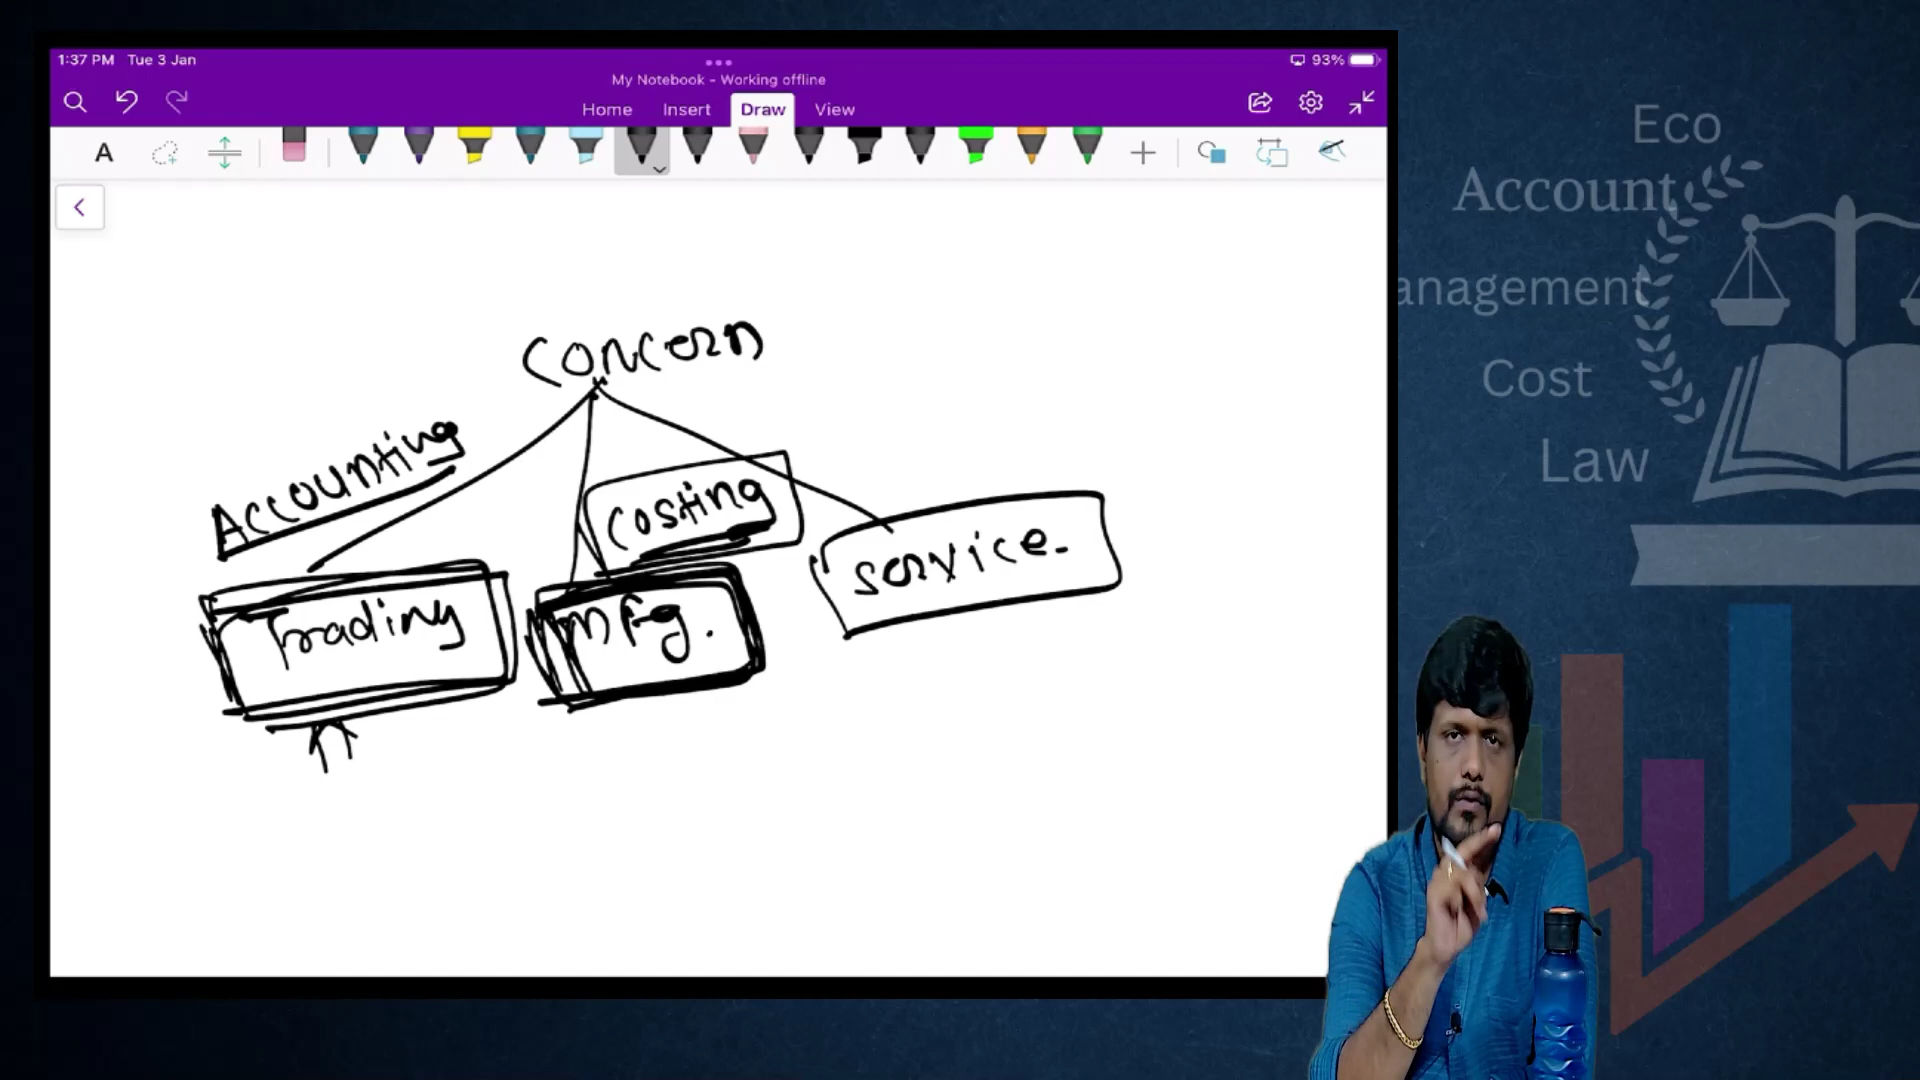 1:37 PM Tue 3 Jan
93%
My Notebook - Working offline
Home Insert Draw View
A
Concern
Accounting
Costing
Trading
Mfg.
Service.
Eco
Account
anagement
Cost
Law